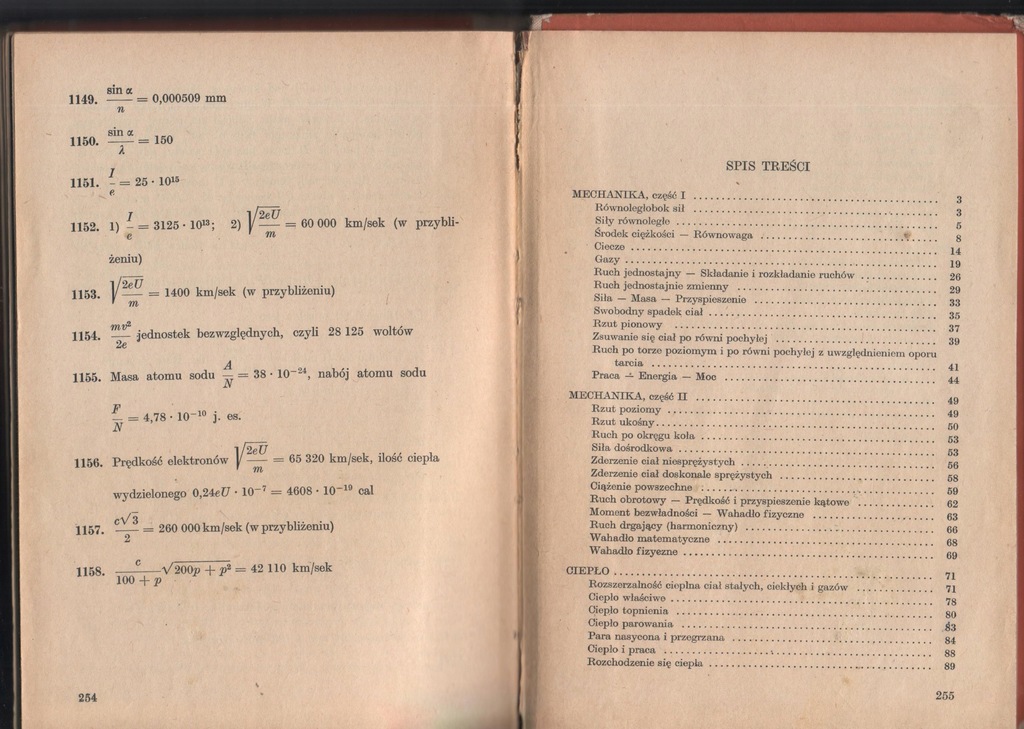 1149. sin α / n = 0,000509 mm
1150. sin α / λ = 150
1151. I / e = 25 · 10¹⁵
1152. 1) I / e = 3125 · 10¹³; 2) √(2eU / m) = 60 000 km/sek (w przybli-
żeniu)
1153. √(2eU / m) = 1400 km/sek (w przybliżeniu)
1154. mv² / 2e jednostek bezwzględnych, czyli 28 125 woltów
1155. Masa atomu sodu A / N = 38 · 10⁻²⁴, nabój atomu sodu
F / N = 4,78 · 10⁻¹⁰ j. es.
1156. Prędkość elektronów √(2eU / m) = 65 320 km/sek, ilość ciepła
wydzielonego 0,24eU · 10⁻⁷ = 4608 · 10⁻¹⁹ cal
1157. c√3 / 2 = 260 000 km/sek (w przybliżeniu)
1158. c / (100 + p) √(200p + p²) = 42 110 km/sek
254
SPIS TREŚCI
MECHANIKA, część I 3
Równoległobok sił 3
Siły równoległe 5
Środek ciężkości — Równowaga 8
Ciecze 14
Gazy 19
Ruch jednostajny — Składanie i rozkładanie ruchów 26
Ruch jednostajnie zmienny 29
Siła — Masa — Przyspieszenie 33
Swobodny spadek ciał 35
Rzut pionowy 37
Zsuwanie się ciał po równi pochyłej 39
Ruch po torze poziomym i po równi pochyłej z uwzględnieniem oporu
tarcia 41
Praca — Energia — Moc 44
MECHANIKA, część II 49
Rzut poziomy 49
Rzut ukośny 50
Ruch po okręgu koła 53
Siła dośrodkowa 53
Zderzenie ciał niesprężystych 56
Zderzenie ciał doskonale sprężystych 58
Ciążenie powszechne 59
Ruch obrotowy — Prędkość i przyspieszenie kątowe 62
Moment bezwładności — Wahadło fizyczne 63
Ruch drgający (harmoniczny) 66
Wahadło matematyczne 68
Wahadło fizyczne 69
CIEPŁO 71
Rozszerzalność cieplna ciał stałych, ciekłych i gazów 71
Ciepło właściwe 78
Ciepło topnienia 80
Ciepło parowania 83
Para nasycona i przegrzana 84
Ciepło i praca 88
Rozchodzenie się ciepła 89
255